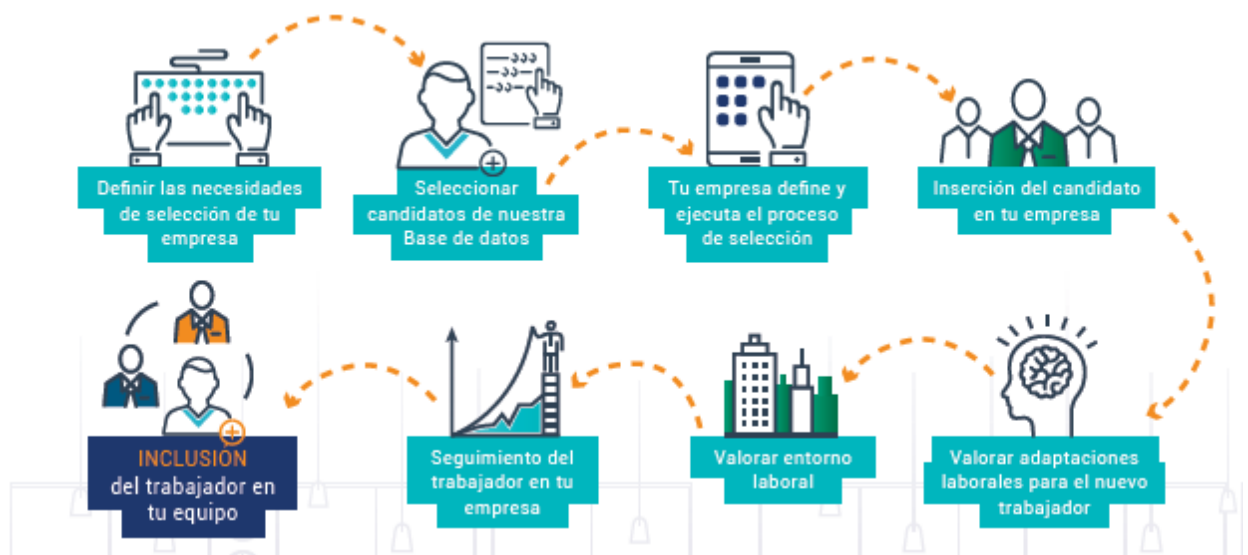 Definir las necesidades
de selección de tu
empresa
Seleccionar
candidatos de nuestra
Base de datos
Tu empresa define y
ejecuta el proceso
de selección
Inserción del candidato
en tu empresa
Valorar adaptaciones
laborales para el nuevo
trabajador
Valorar entorno
laboral
Seguimiento del
trabajador en tu
empresa
INCLUSIÓN
del trabajador en
tu equipo